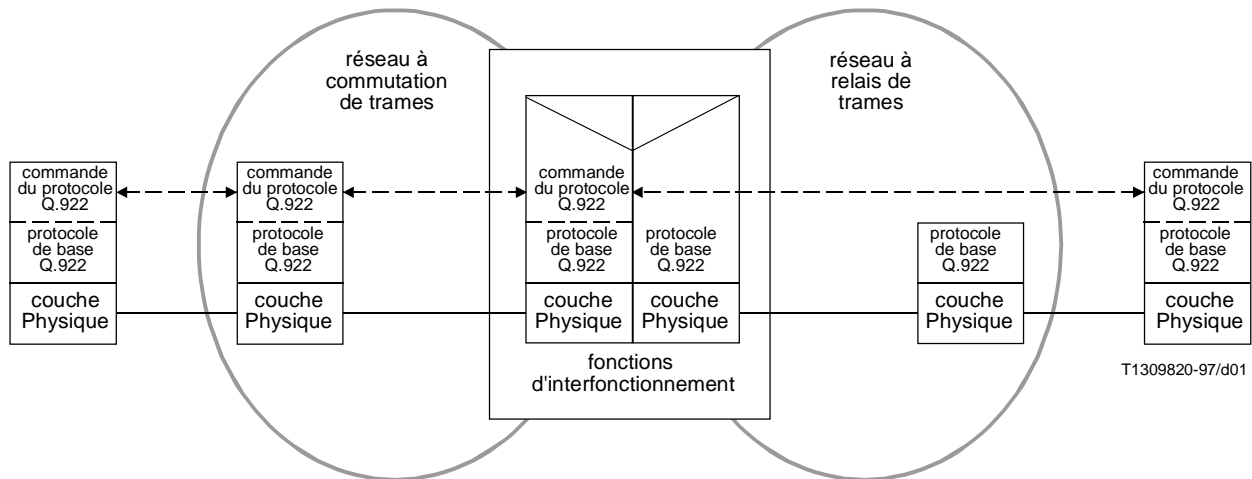 réseau à
commutation
de trames
réseau à
relais de
trames
commande
du protocole
Q.922
protocole
de base
Q.922
couche
Physique
commande
du protocole
Q.922
protocole
de base
Q.922
couche
Physique
commande
du protocole
Q.922
protocole
de base
Q.922
couche
Physique
protocole
de base
Q.922
couche
Physique
fonctions
d'interfonctionnement
protocole
de base
Q.922
couche
Physique
commande
du protocole
Q.922
protocole
de base
Q.922
couche
Physique
T1309820-97/d01